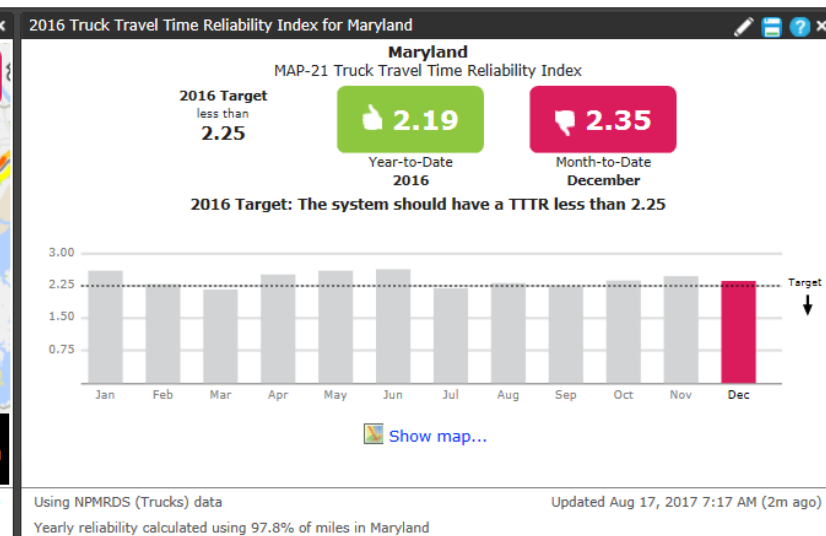 2016 Truck Travel Time Reliability Index for Maryland
Maryland
MAP-21 Truck Travel Time Reliability Index
2016 Target
less than
2.25
2.19
Year-to-Date
2016
2.35
Month-to-Date
December
2016 Target: The system should have a TTTR less than 2.25
3.00
2.25
1.50
0.75
Target
Jan Feb Mar Apr May Jun Jul Aug Sep Oct Nov Dec
Show map...
Using NPMRDS (Trucks) data
Updated Aug 17, 2017 7:17 AM (2m ago)
Yearly reliability calculated using 97.8% of miles in Maryland